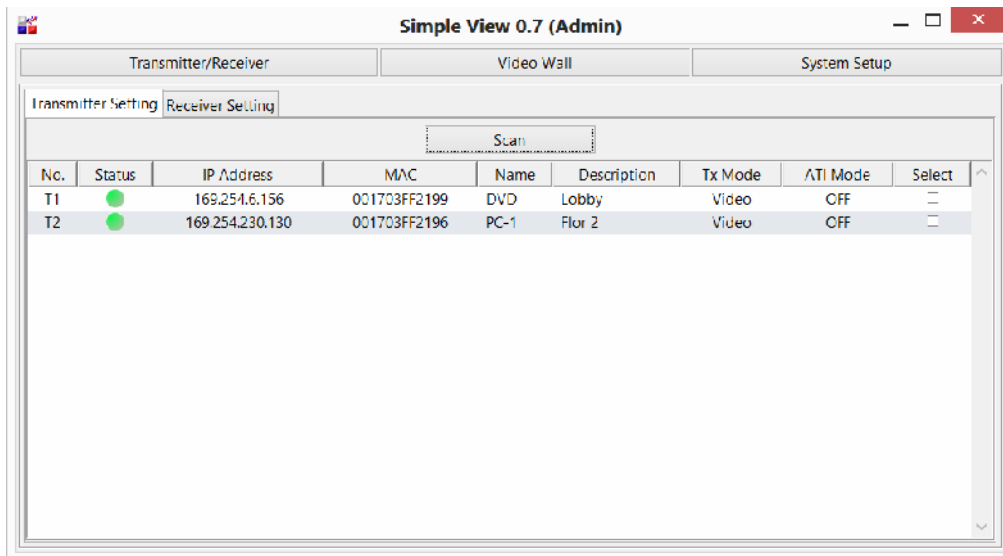 Simple View 0.7 (Admin)
Transmitter/Receiver Video Wall System Setup
Transmitter Setting Receiver Setting
Scan
No. Status IP Address MAC Name Description Tx Mode ATI Mode Select
T1 169.254.6.156 001703FF2199 DVD Lobby Video OFF
T2 169.254.230.130 001703FF2196 PC-1 Flor 2 Video OFF